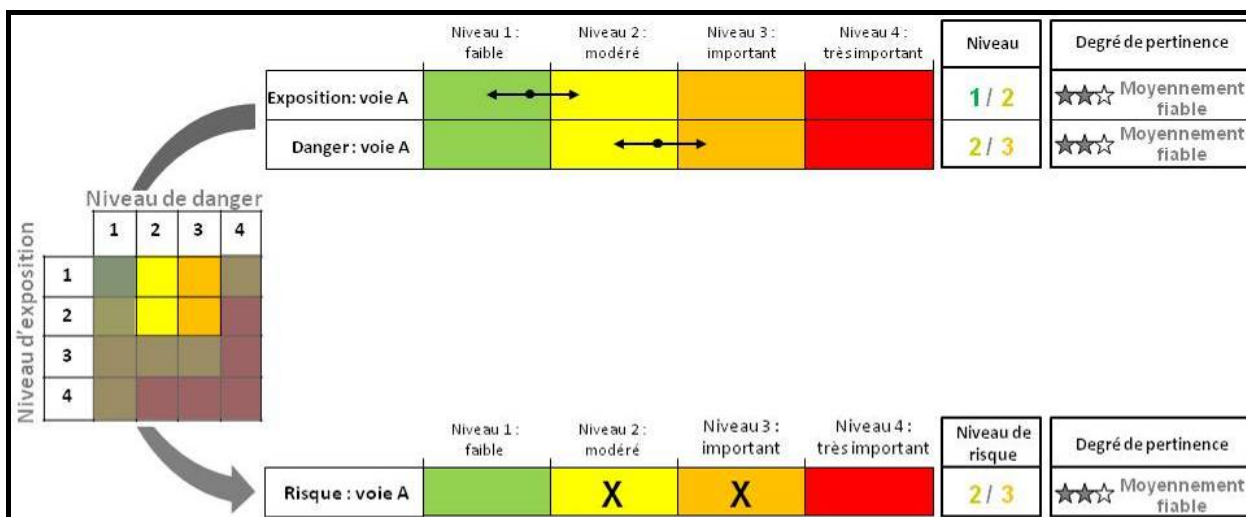 Niveau 1 : faible
Niveau 2 : modéré
Niveau 3 : important
Niveau 4 : très important
Niveau
Degré de pertinence
Exposition: voie A
1 / 2
Moyennement fiable
Danger : voie A
2 / 3
Moyennement fiable
Niveau de danger
1 2 3 4
Niveau d'exposition
1
2
3
4
Niveau 1 : faible
Niveau 2 : modéré
Niveau 3 : important
Niveau 4 : très important
Niveau de risque
Degré de pertinence
Risque : voie A
X
X
2 / 3
Moyennement fiable